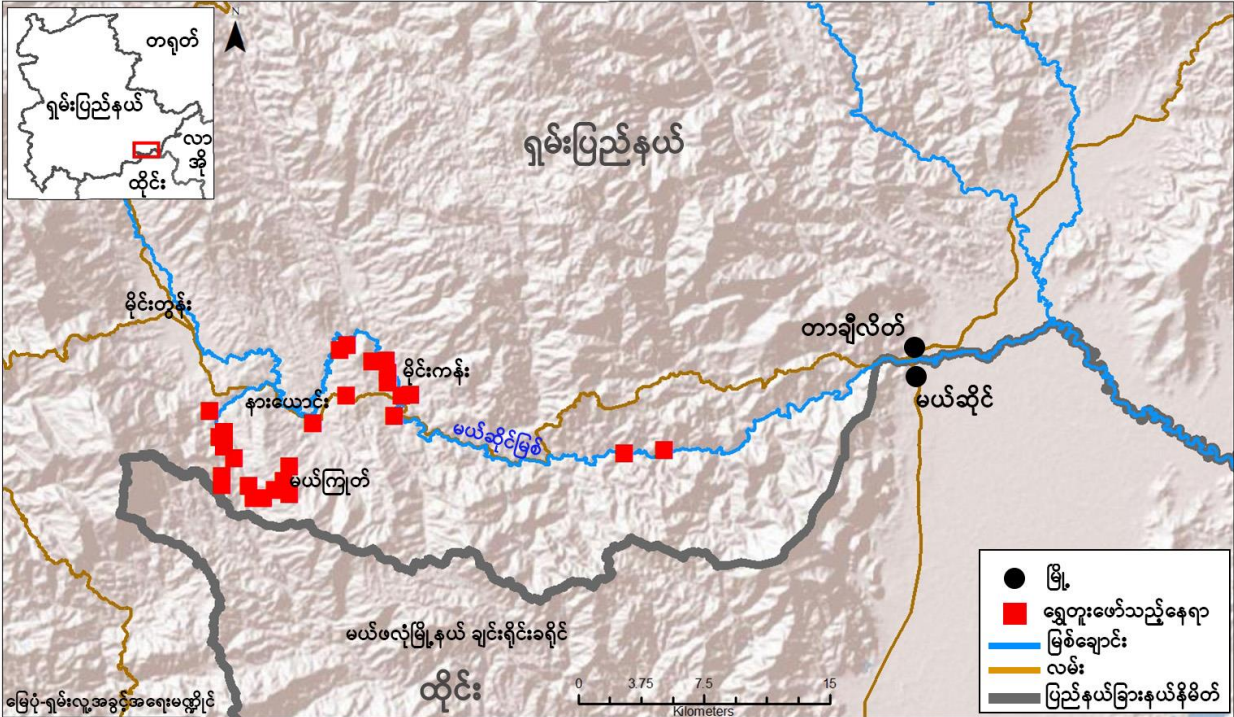 တရုတ်
ရှမ်းပြည်နယ်
လာ
အို
ထိုင်း
N
ရှမ်းပြည်နယ်
မိုင်းတွန်း
တာချီလိတ်
မိုင်းကန်း
မယ်ဆိုင်
နားယောင်း
မယ်ဆိုင်မြစ်
မယ်ကြုတ်
မယ်ဖလုံမြို့နယ် ချင်းရိုင်းခရိုင်
ထိုင်း
0 3.75 7.5 15
Kilometers
မြို့
ရွှေတူးဖော်သည့်နေရာ
မြစ်ချောင်း
လမ်း
ပြည်နယ်ခြားနယ်နိမိတ်
မြေပုံ-ရှမ်းလူ့အခွင့်အရေးမဏ္ဍိုင်